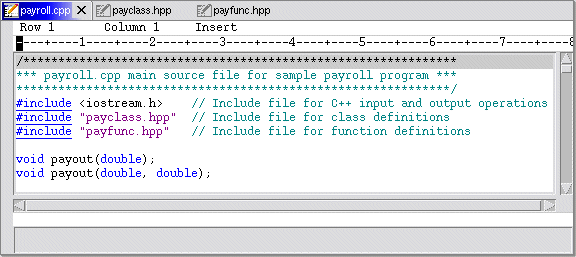 payroll.cpp X payclass.hpp payfunc.hpp
Row 1 Column 1 Insert
----+----1----+----2----+----3----+----4----+----5----+----6----+----7----+----8
/****************************************************************
*** payroll.cpp main source file for sample payroll program ***
****************************************************************/
#include <iostream.h> // Include file for C++ input and output operations
#include "payclass.hpp" // Include file for class definitions
#include "payfunc.hpp" // Include file for function definitions
void payout(double);
void payout(double, double);